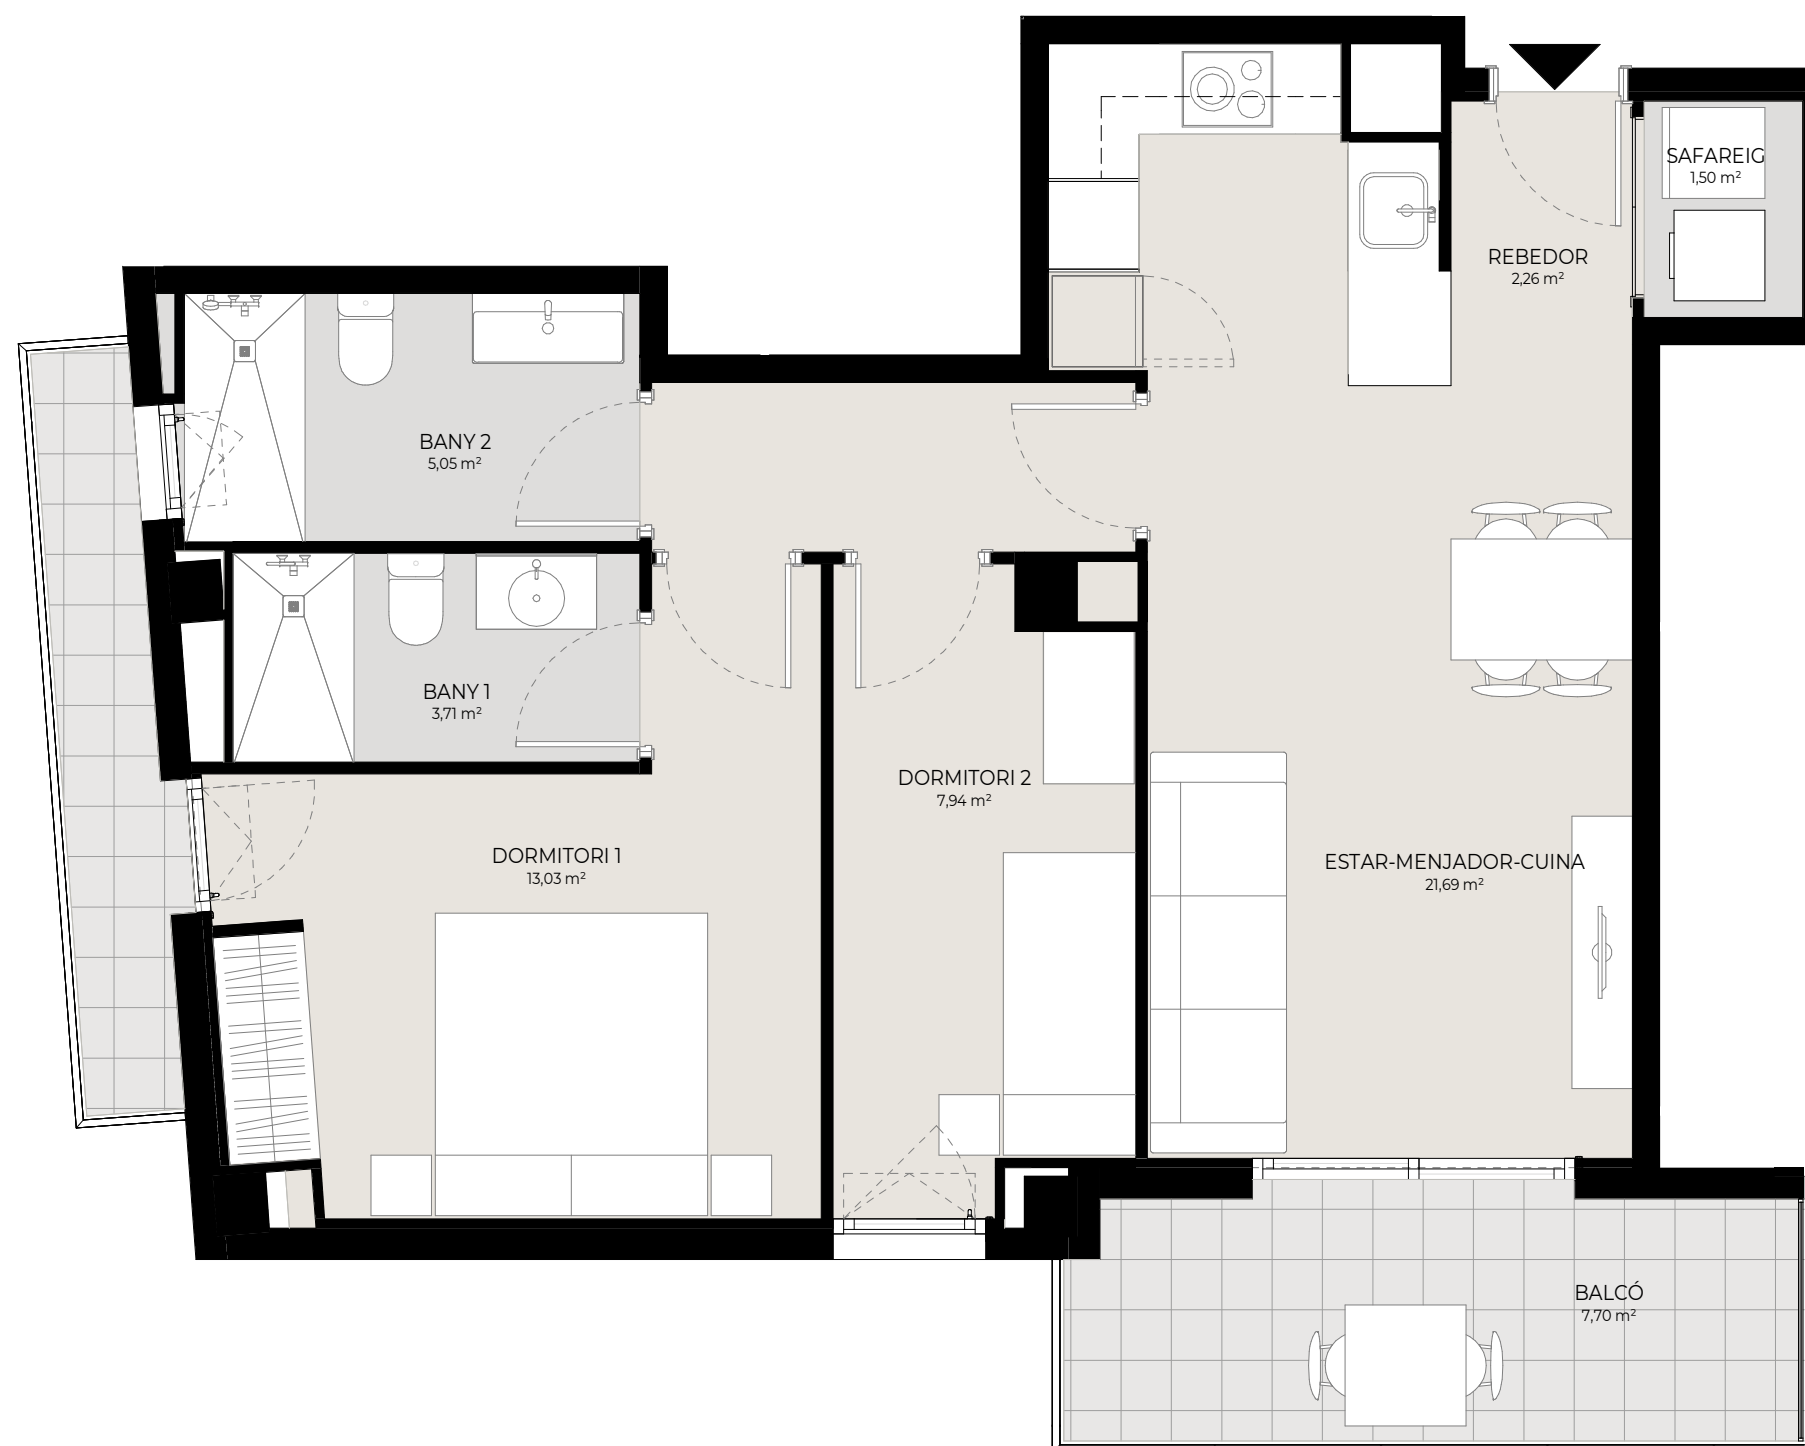 SAFAREIG
1,50 m²
REBEDOR
2,26 m²
BANY 2
5,05 m²
BANY 1
3,71 m²
DORMITORI 2
7,94 m²
DORMITORI 1
13,03 m²
ESTAR-MENJADOR-CUINA
21,69 m²
BALCÓ
7,70 m²